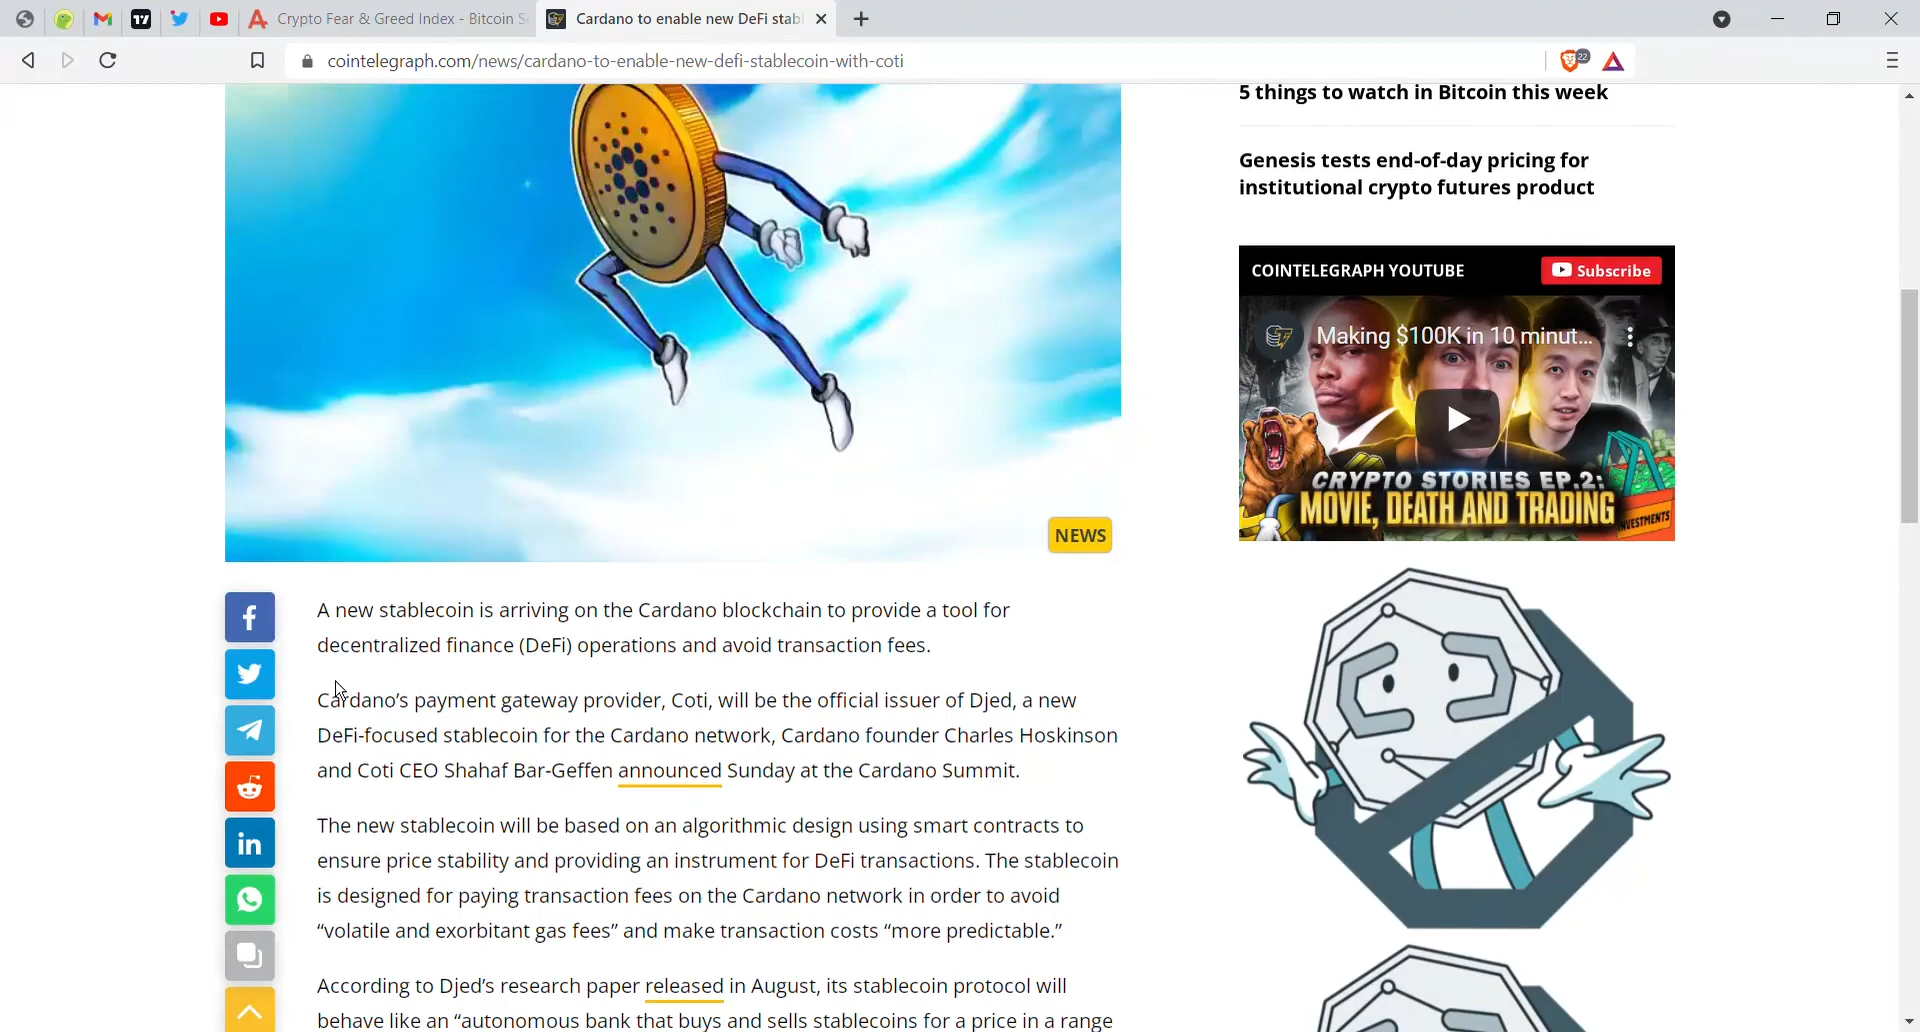 Crypto Fear & Greed Index - Bitcoin S
Cardano to enable new DeFi stabl
cointelegraph.com/news/cardano-to-enable-new-defi-stablecoin-with-coti
22
5 things to watch in Bitcoin this week
Genesis tests end-of-day pricing for
institutional crypto futures product
COINTELEGRAPH YOUTUBE
Subscribe
Making $100K in 10 minut...
CRYPTO STORIES EP.2:
MOVIE, DEATH AND TRADING
INVESTMENTS
NEWS
A new stablecoin is arriving on the Cardano blockchain to provide a tool for
decentralized finance (DeFi) operations and avoid transaction fees.
Cardano’s payment gateway provider, Coti, will be the official issuer of Djed, a new
DeFi-focused stablecoin for the Cardano network, Cardano founder Charles Hoskinson
and Coti CEO Shahaf Bar-Geffen announced Sunday at the Cardano Summit.
The new stablecoin will be based on an algorithmic design using smart contracts to
ensure price stability and providing an instrument for DeFi transactions. The stablecoin
is designed for paying transaction fees on the Cardano network in order to avoid
“volatile and exorbitant gas fees” and make transaction costs “more predictable.”
According to Djed’s research paper released in August, its stablecoin protocol will
behave like an “autonomous bank that buys and sells stablecoins for a price in a range